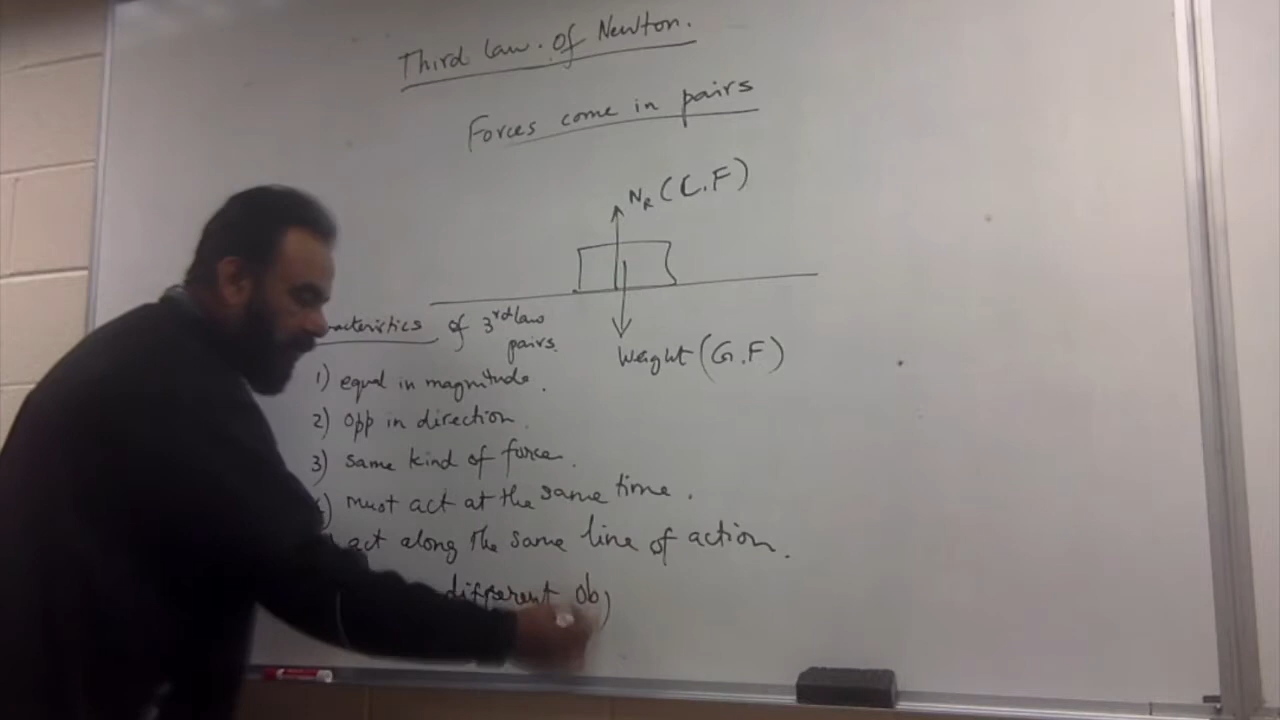 Third law. of Newton.
Forces come in pairs
NR (C.F)
Weight (G.F)
of 3rd law
pairs.
1) equal in magnitude.
2) opp in direction.
3) same kind of force.
must act at the same time.
act along the same line of action.
different obj